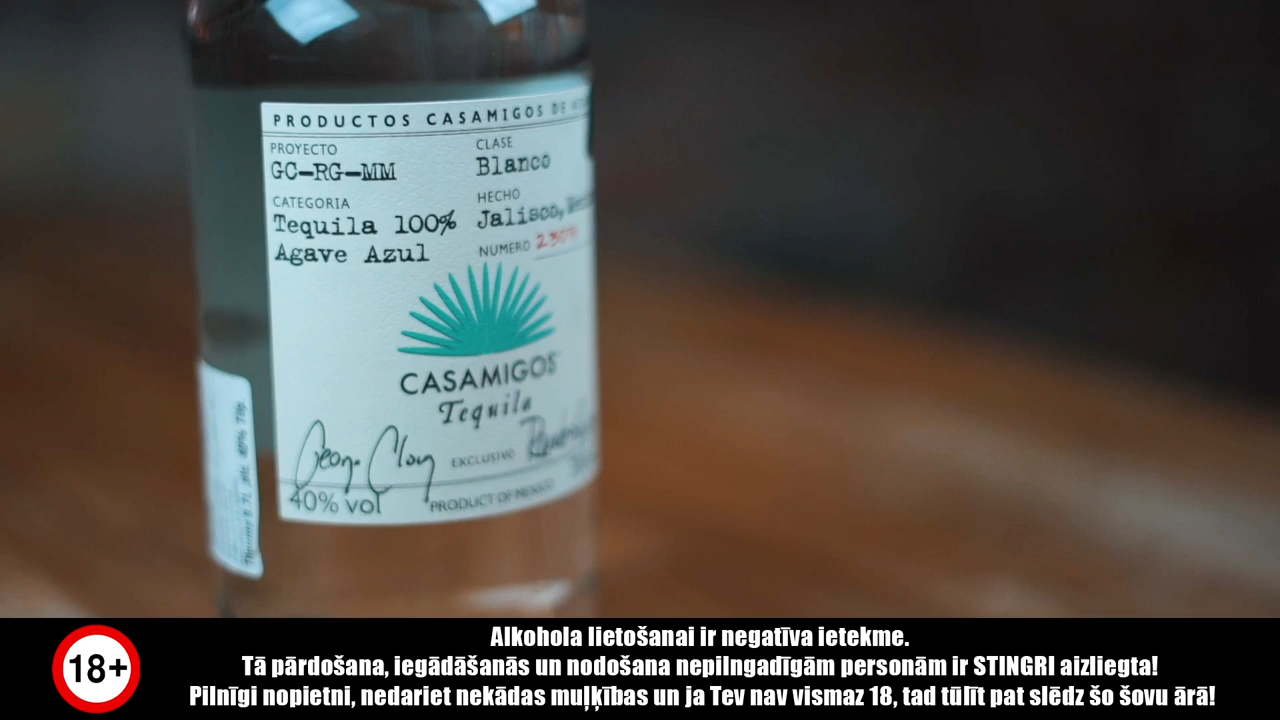 PRODUCTOS CASAMIGOS DE
PROYECTO
GC-RG-MM
CLASE
Blanco
CATEGORIA
Tequila 100%
Agave Azul
HECHO
Jalisco,
NUMERO
CASAMIGOS
Tequila
EXCLUSIVO
40% vol
PRODUCT OF MEXICO
18+
Alkohola lietošanai ir negatīva ietekme.
Tā pārdošana, iegādāšanās un nodošana nepilngadīgām personām ir STINGRI aizliegta!
Pilnīgi nopietni, nedariet nekādas muļķības un ja Tev nav vismaz 18, tad tūlīt pat slēdz šo šovu ārā!